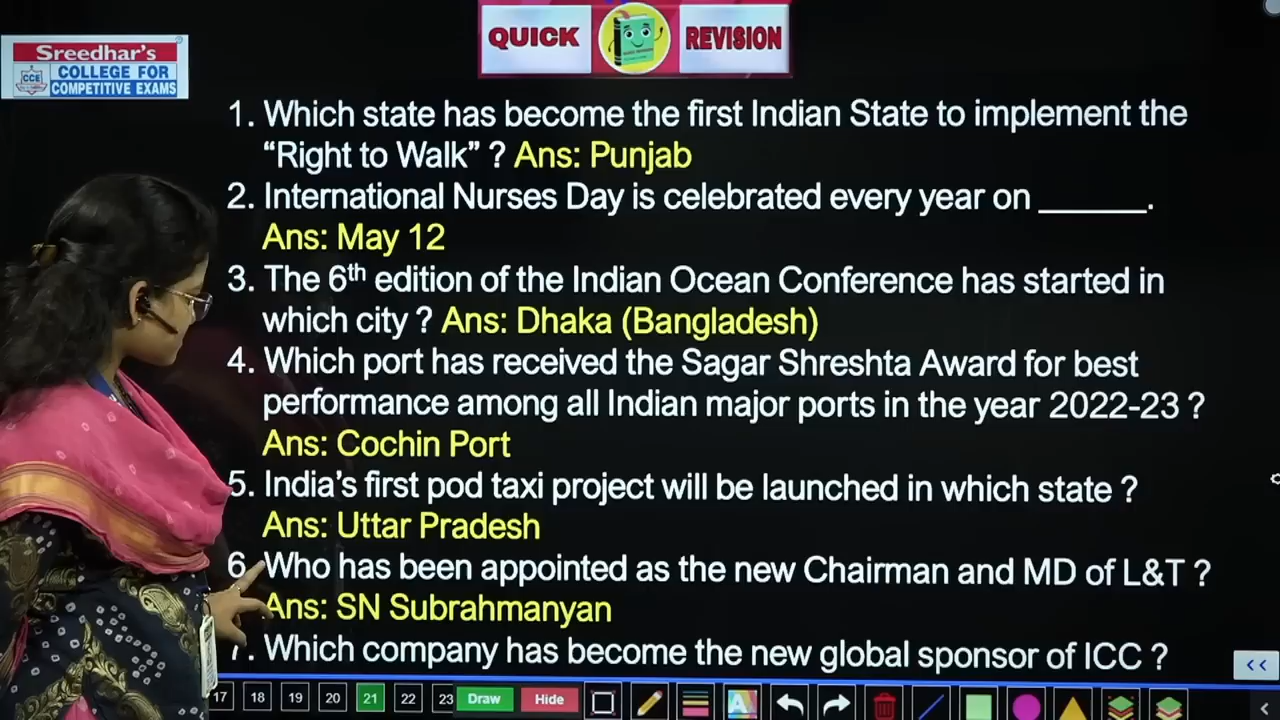 QUICK REVISION
Sreedhar's
CCE
COLLEGE FOR
COMPETITIVE EXAMS
1. Which state has become the first Indian State to implement the
“Right to Walk” ? Ans: Punjab
2. International Nurses Day is celebrated every year on ______.
Ans: May 12
3. The 6th edition of the Indian Ocean Conference has started in
which city ? Ans: Dhaka (Bangladesh)
4. Which port has received the Sagar Shreshta Award for best
performance among all Indian major ports in the year 2022-23 ?
Ans: Cochin Port
5. India’s first pod taxi project will be launched in which state ?
Ans: Uttar Pradesh
6. Who has been appointed as the new Chairman and MD of L&T ?
Ans: SN Subrahmanyan
7. Which company has become the new global sponsor of ICC ?
<<
17 18 19 20 21 22 23 Draw Hide A <